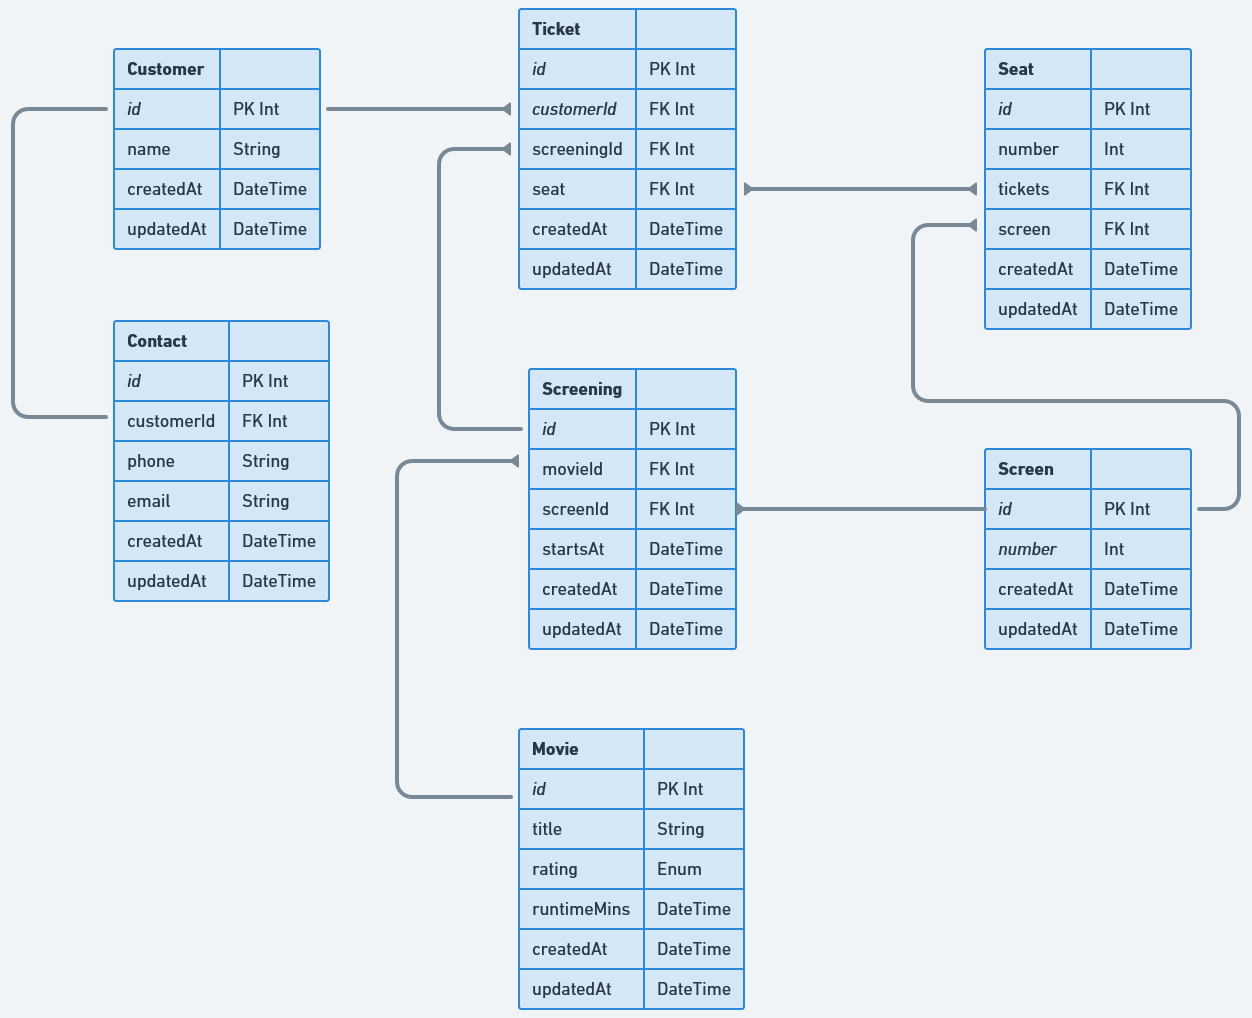 Customer
id PK Int
name String
createdAt DateTime
updatedAt DateTime
Contact
id PK Int
customerId FK Int
phone String
email String
createdAt DateTime
updatedAt DateTime
Ticket
id PK Int
customerId FK Int
screeningId FK Int
seat FK Int
createdAt DateTime
updatedAt DateTime
Screening
id PK Int
movieId FK Int
screenId FK Int
startsAt DateTime
createdAt DateTime
updatedAt DateTime
Movie
id PK Int
title String
rating Enum
runtimeMins DateTime
createdAt DateTime
updatedAt DateTime
Seat
id PK Int
number Int
tickets FK Int
screen FK Int
createdAt DateTime
updatedAt DateTime
Screen
id PK Int
number Int
createdAt DateTime
updatedAt DateTime